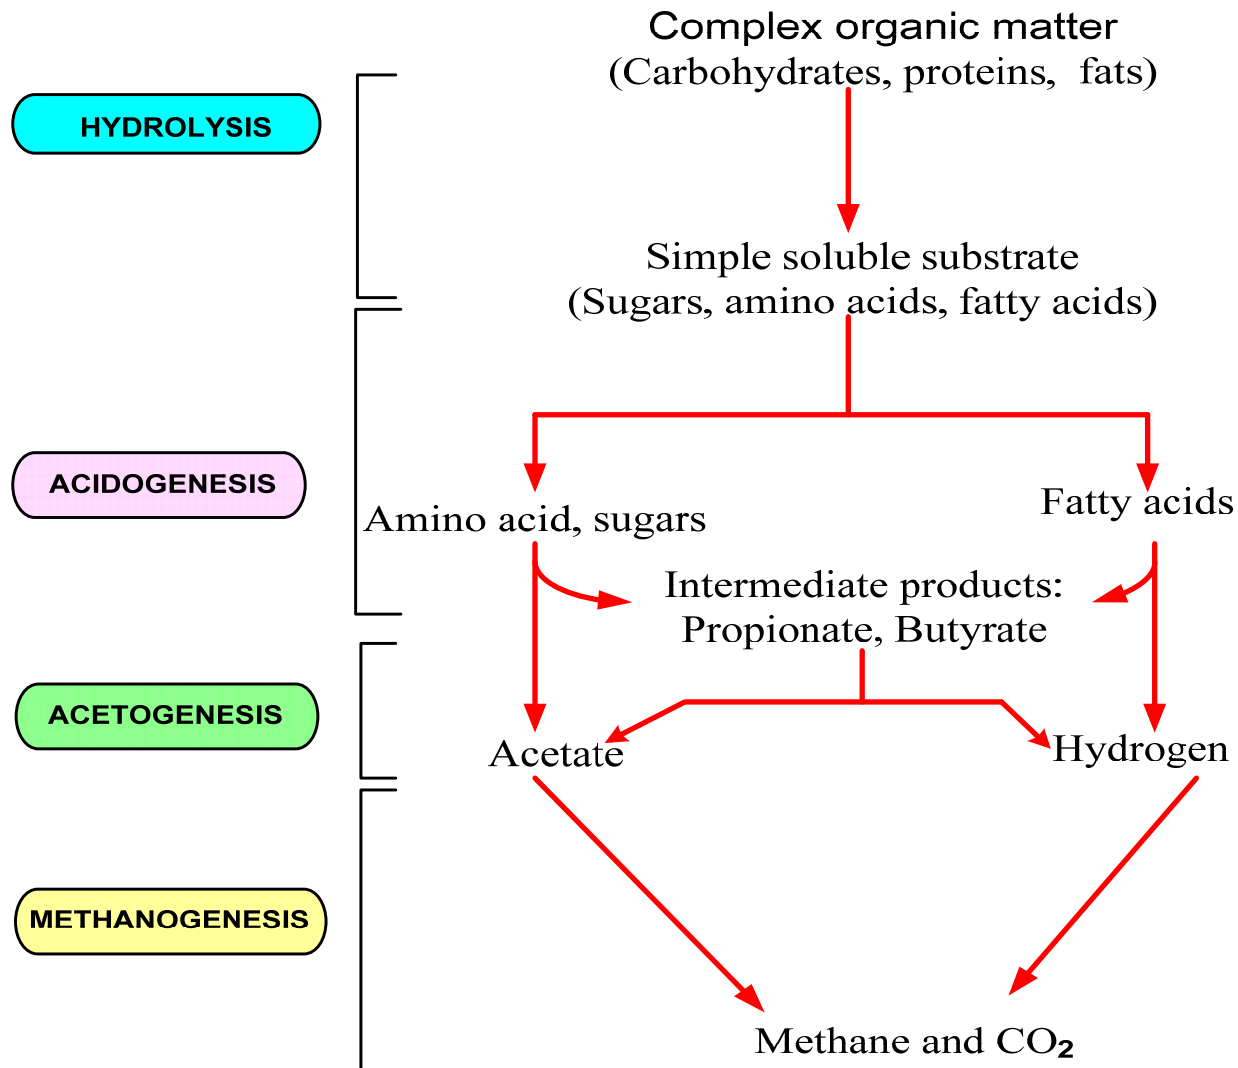 Complex organic matter
(Carbohydrates, proteins, fats)
HYDROLYSIS
Simple soluble substrate
(Sugars, amino acids, fatty acids)
ACIDOGENESIS
Amino acid, sugars
Fatty acids
Intermediate products:
Propionate, Butyrate
ACETOGENESIS
Acetate
Hydrogen
METHANOGENESIS
Methane and CO₂